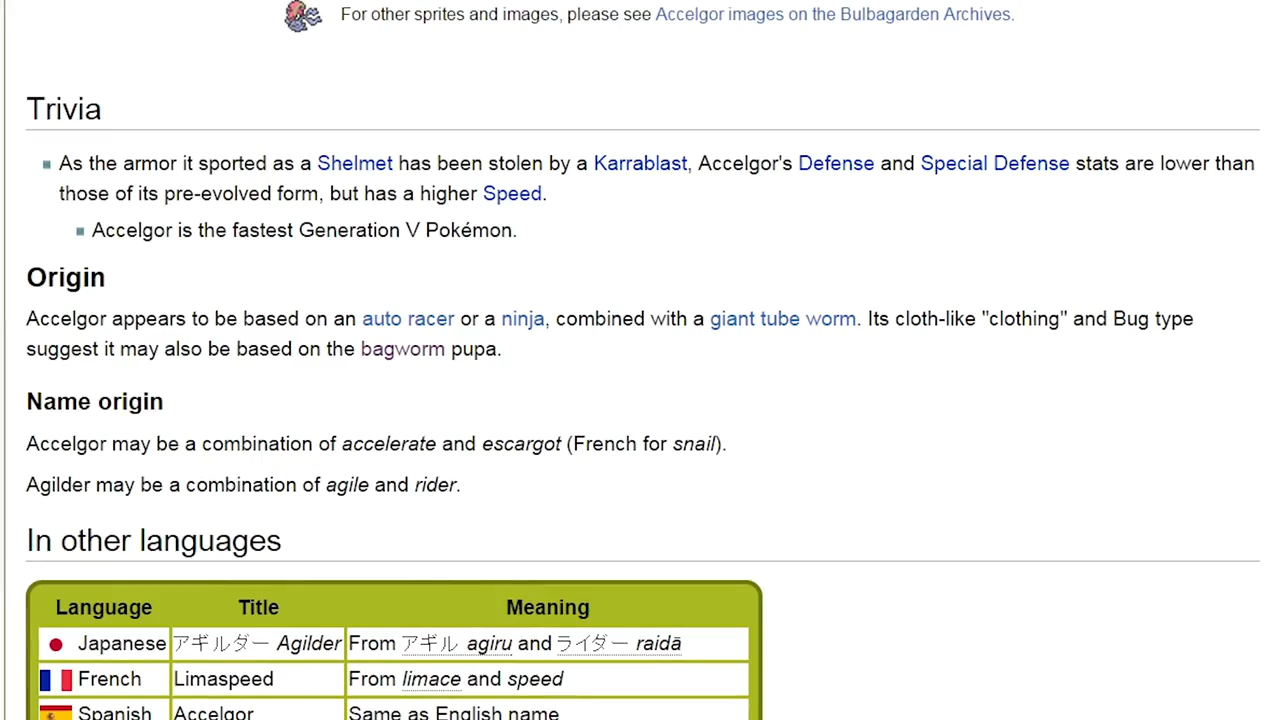 For other sprites and images, please see Accelgor images on the Bulbagarden Archives.
Trivia
As the armor it sported as a Shelmet has been stolen by a Karrablast, Accelgor's Defense and Special Defense stats are lower than
those of its pre-evolved form, but has a higher Speed.
Accelgor is the fastest Generation V Pokémon.
Origin
Accelgor appears to be based on an auto racer or a ninja, combined with a giant tube worm. Its cloth-like "clothing" and Bug type
suggest it may also be based on the bagworm pupa.
Name origin
Accelgor may be a combination of accelerate and escargot (French for snail).
Agilder may be a combination of agile and rider.
In other languages
Language Title Meaning
Japanese アギルダー Agilder From アギル agiru and ライダー raidā
French Limaspeed From limace and speed
Spanish Accelgor Same as English name